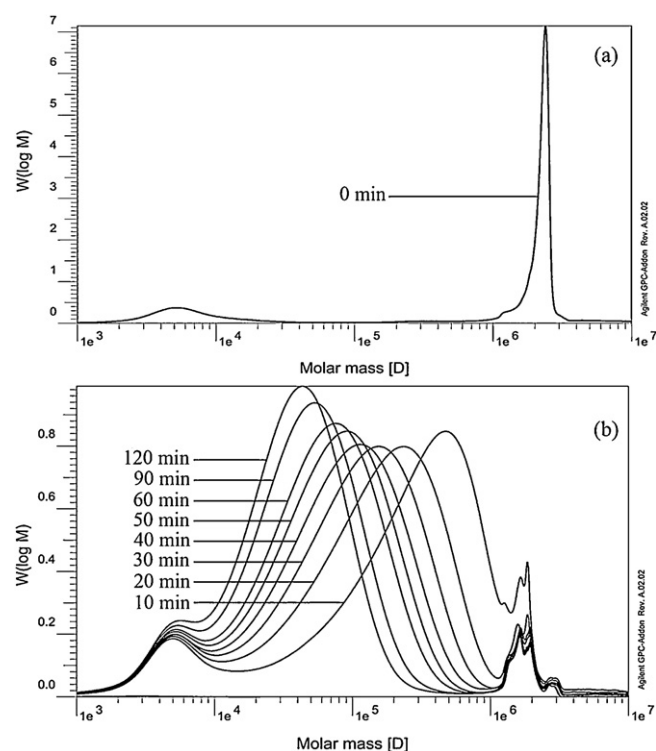 7
(a)
6
5
W(log M)
4
3
0 min
2
1
0
1e3
1e4
1e5
1e6
1e7
Molar mass [D]
Agilent GPC-Addon Rev. A.02.02
(b)
0.8
120 min
90 min
0.6
60 min
W(log M)
50 min
40 min
0.4
30 min
20 min
10 min
0.2
0.0
1e3
1e4
1e5
1e6
1e7
Molar mass [D]
Agilent GPC-Addon Rev. A.02.02